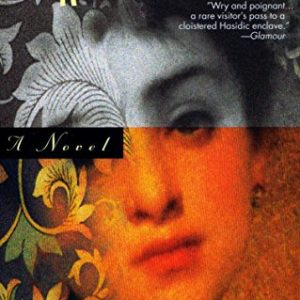 "Wry and poignant...
a rare visitor's pass to a
cloistered Hasidic enclave."
—Glamour
A Novel